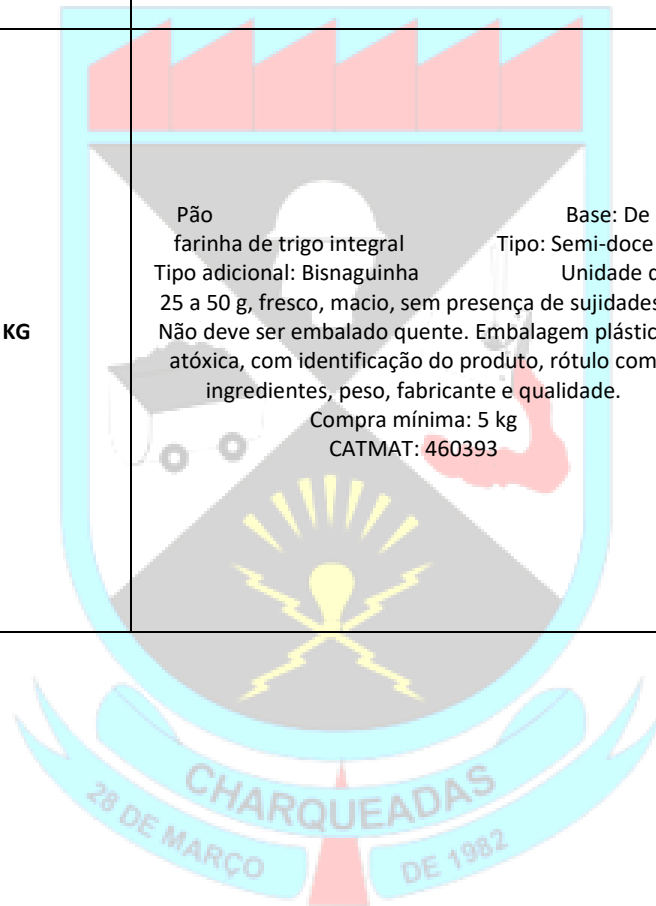 Pão Base: De
farinha de trigo integral Tipo: Semi-doce
Tipo adicional: Bisnaguinha Unidade
25 a 50 g, fresco, macio, sem presença de sujidades
KG Não deve ser embalado quente. Embalagem plástic
atóxica, com identificação do produto, rótulo com
ingredientes, peso, fabricante e qualidade.
Compra mínima: 5 kg
CATMAT: 460393
CHARQUEADAS
28 DE MARÇO DE 1982